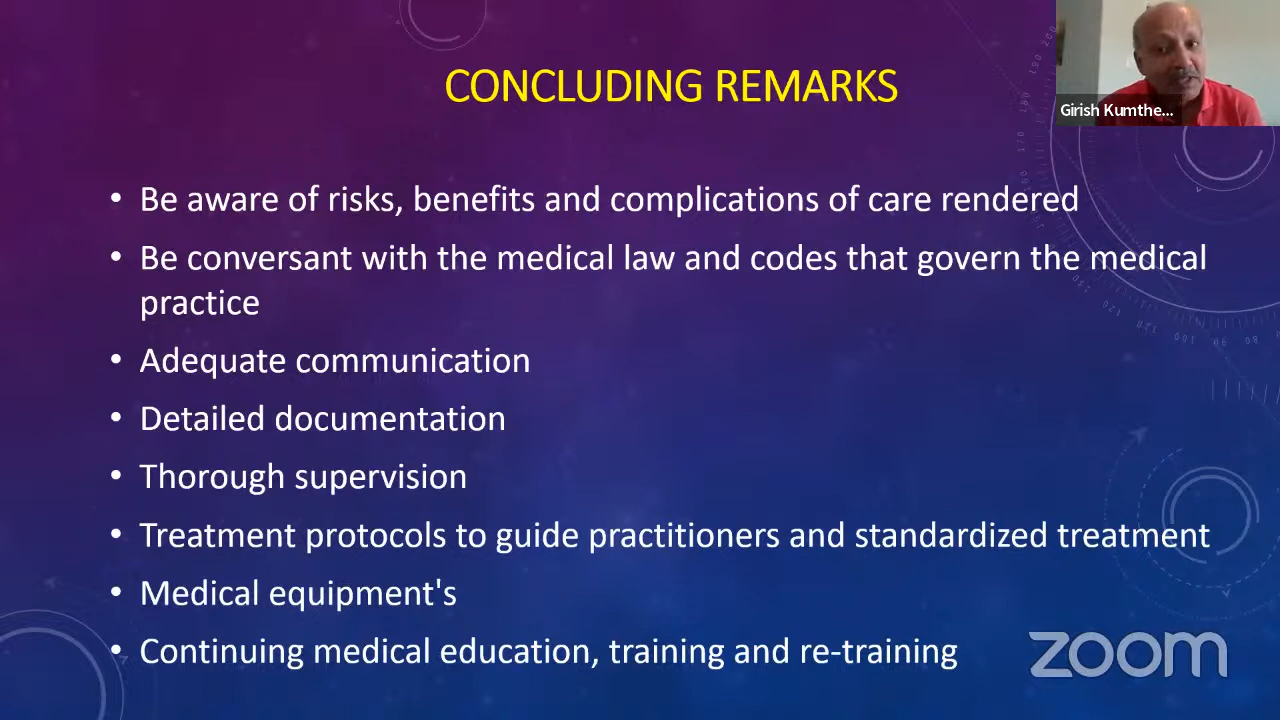 CONCLUDING REMARKS
Girish Kumthe...
• Be aware of risks, benefits and complications of care rendered
• Be conversant with the medical law and codes that govern the medical
practice
• Adequate communication
• Detailed documentation
• Thorough supervision
• Treatment protocols to guide practitioners and standardized treatment
• Medical equipment's
• Continuing medical education, training and re-training
zoom